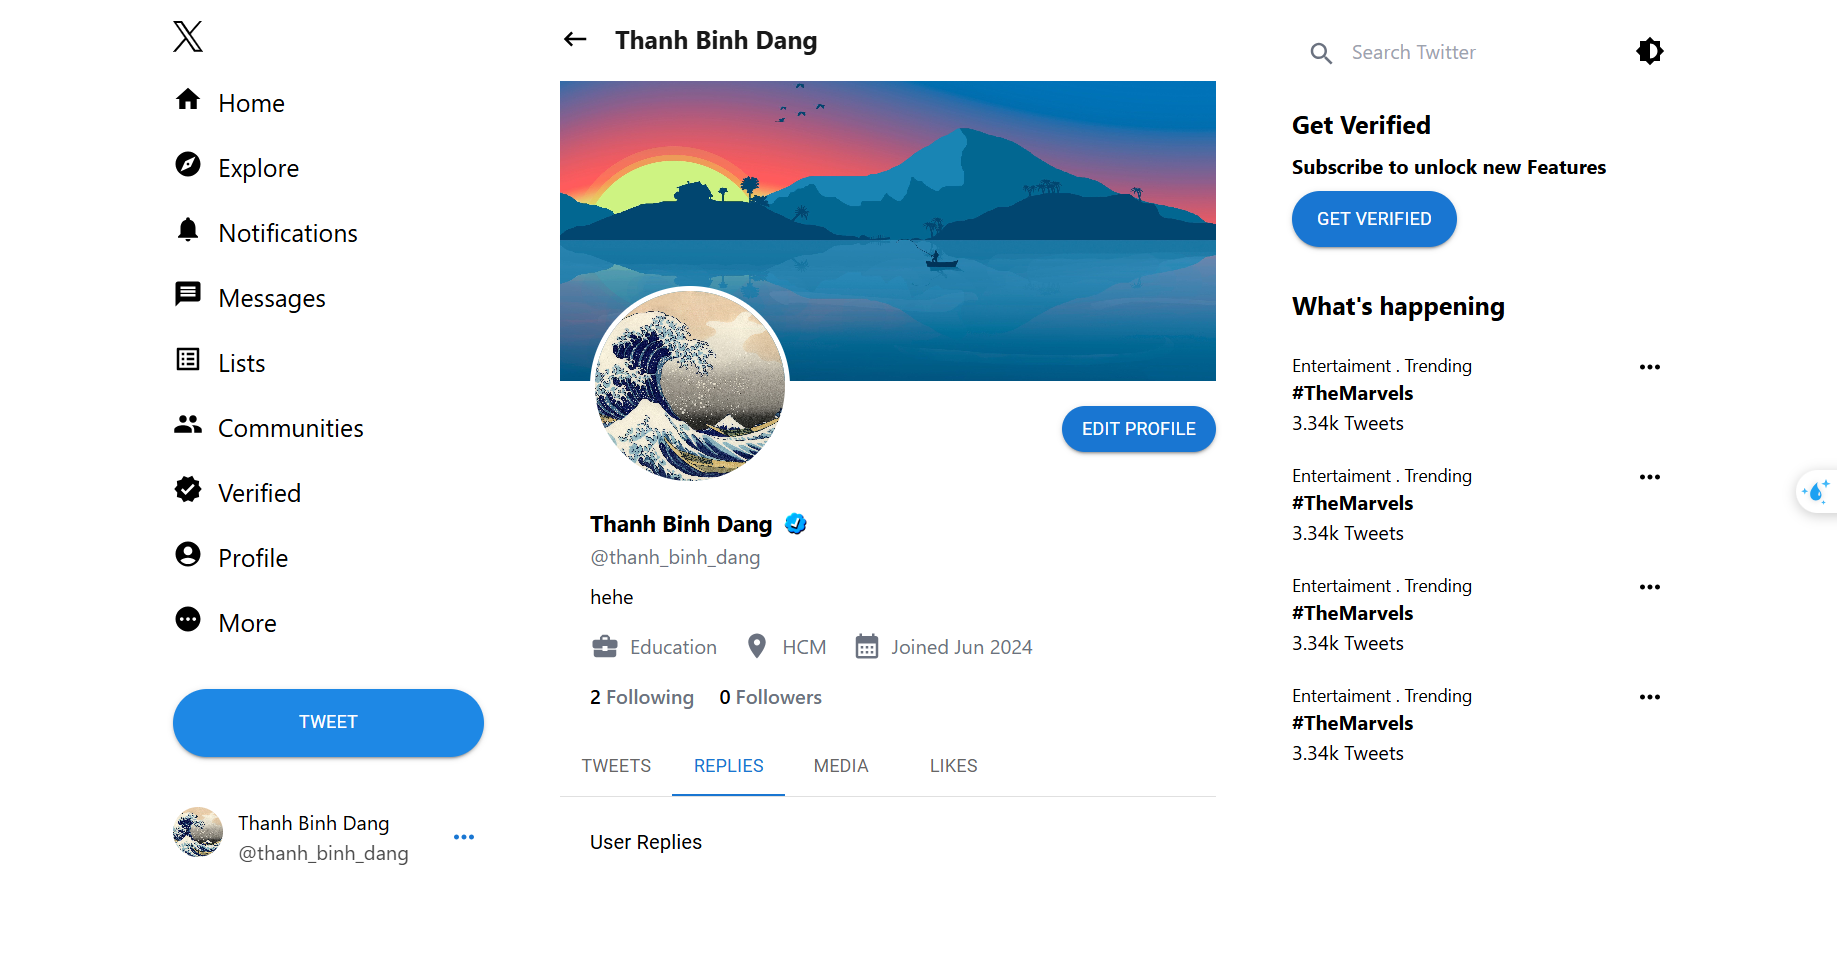 Home
Explore
Notifications
Messages
Lists
Communities
Verified
Profile
More
TWEET
Thanh Binh Dang
@thanh_binh_dang
Thanh Binh Dang
EDIT PROFILE
Thanh Binh Dang
@thanh_binh_dang
hehe
Education HCM Joined Jun 2024
2 Following 0 Followers
TWEETS REPLIES MEDIA LIKES
User Replies
Search Twitter
Get Verified
Subscribe to unlock new Features
GET VERIFIED
What's happening
Entertaiment . Trending
#TheMarvels
3.34k Tweets
Entertaiment . Trending
#TheMarvels
3.34k Tweets
Entertaiment . Trending
#TheMarvels
3.34k Tweets
Entertaiment . Trending
#TheMarvels
3.34k Tweets